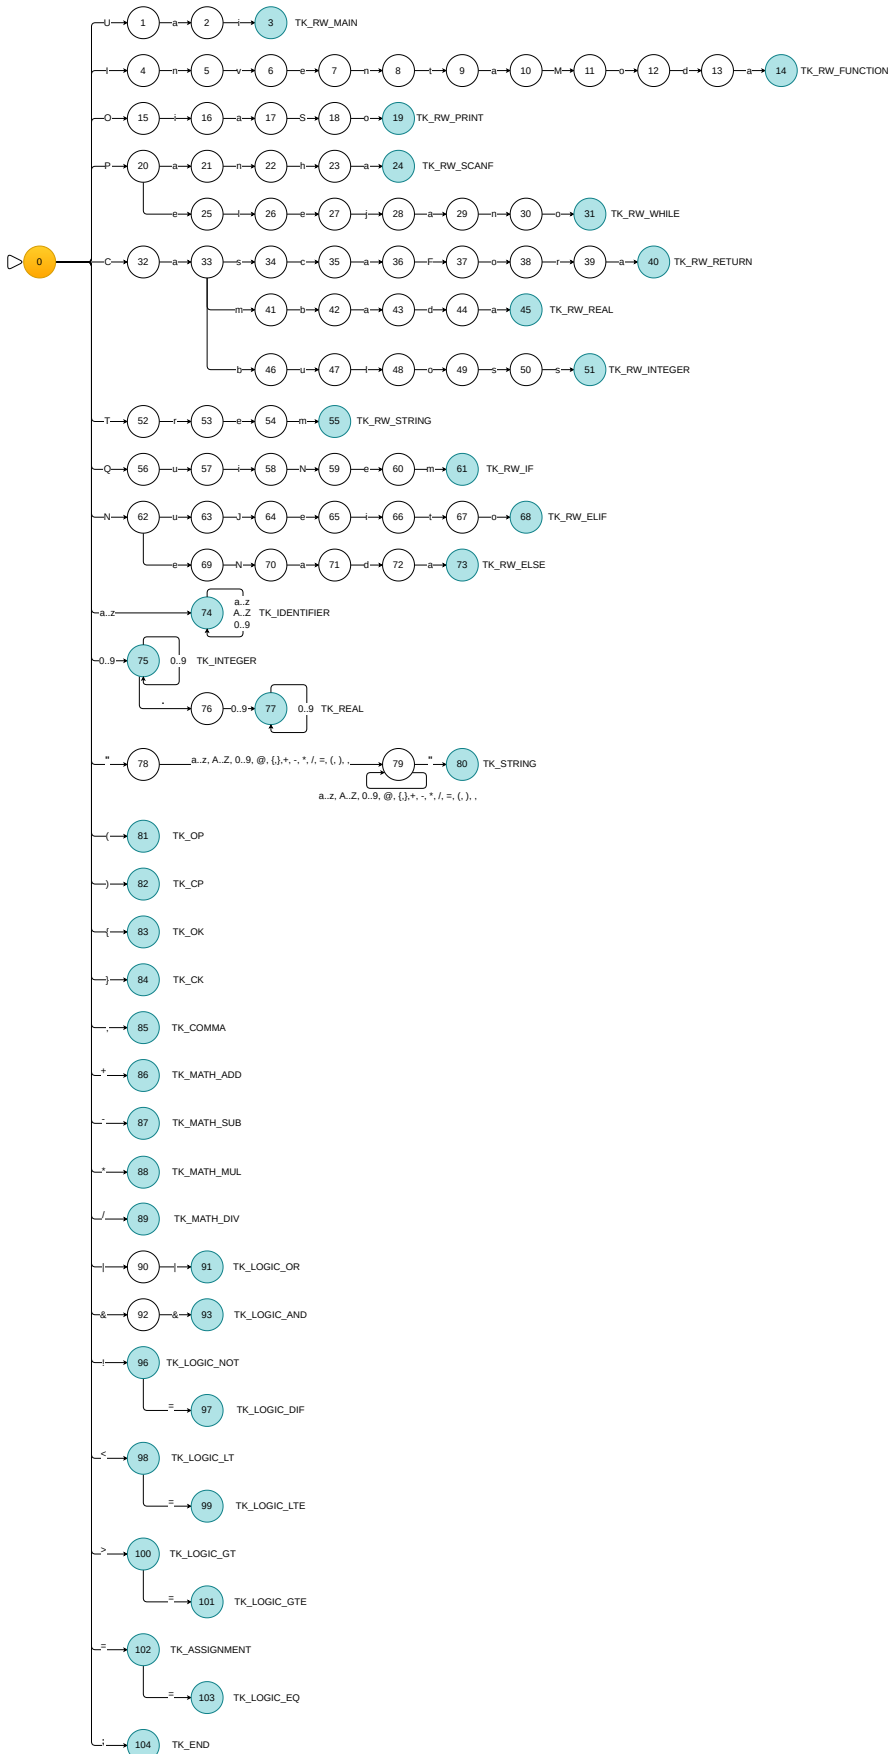 U 1 a 2 i 3 TK_RW_MAIN
I 4 n 5 v 6 e 7 n 8 t 9 a 10 M 11 o 12 d 13 a 14 TK_RW_FUNCTION
O 15 i 16 a 17 S 18 o 19 TK_RW_PRINT
P 20 a 21 n 22 h 23 a 24 TK_RW_SCANF
e 25 l 26 e 27 j 28 a 29 n 30 o 31 TK_RW_WHILE
0 C 32 a 33 s 34 c 35 a 36 F 37 o 38 r 39 a 40 TK_RW_RETURN
m 41 b 42 a 43 d 44 a 45 TK_RW_REAL
b 46 u 47 l 48 o 49 s 50 s 51 TK_RW_INTEGER
T 52 r 53 e 54 m 55 TK_RW_STRING
Q 56 u 57 i 58 N 59 e 60 m 61 TK_RW_IF
N 62 u 63 J 64 e 65 i 66 t 67 o 68 TK_RW_ELIF
e 69 N 70 a 71 d 72 a 73 TK_RW_ELSE
a..z
a..z 74 A..Z TK_IDENTIFIER
0..9
0..9 75 0..9 TK_INTEGER
. 76 0..9 77 0..9 TK_REAL
" 78 a..z, A..Z, 0..9, @, {,},+, -, *, /, =, (, ), , 79 " 80 TK_STRING
a..z, A..Z, 0..9, @, {,},+, -, *, /, =, (, ), ,
( 81 TK_OP
) 82 TK_CP
{ 83 TK_OK
} 84 TK_CK
, 85 TK_COMMA
+ 86 TK_MATH_ADD
- 87 TK_MATH_SUB
* 88 TK_MATH_MUL
/ 89 TK_MATH_DIV
| 90 | 91 TK_LOGIC_OR
& 92 & 93 TK_LOGIC_AND
! 96 TK_LOGIC_NOT
= 97 TK_LOGIC_DIF
< 98 TK_LOGIC_LT
= 99 TK_LOGIC_LTE
> 100 TK_LOGIC_GT
= 101 TK_LOGIC_GTE
= 102 TK_ASSIGNMENT
= 103 TK_LOGIC_EQ
; 104 TK_END